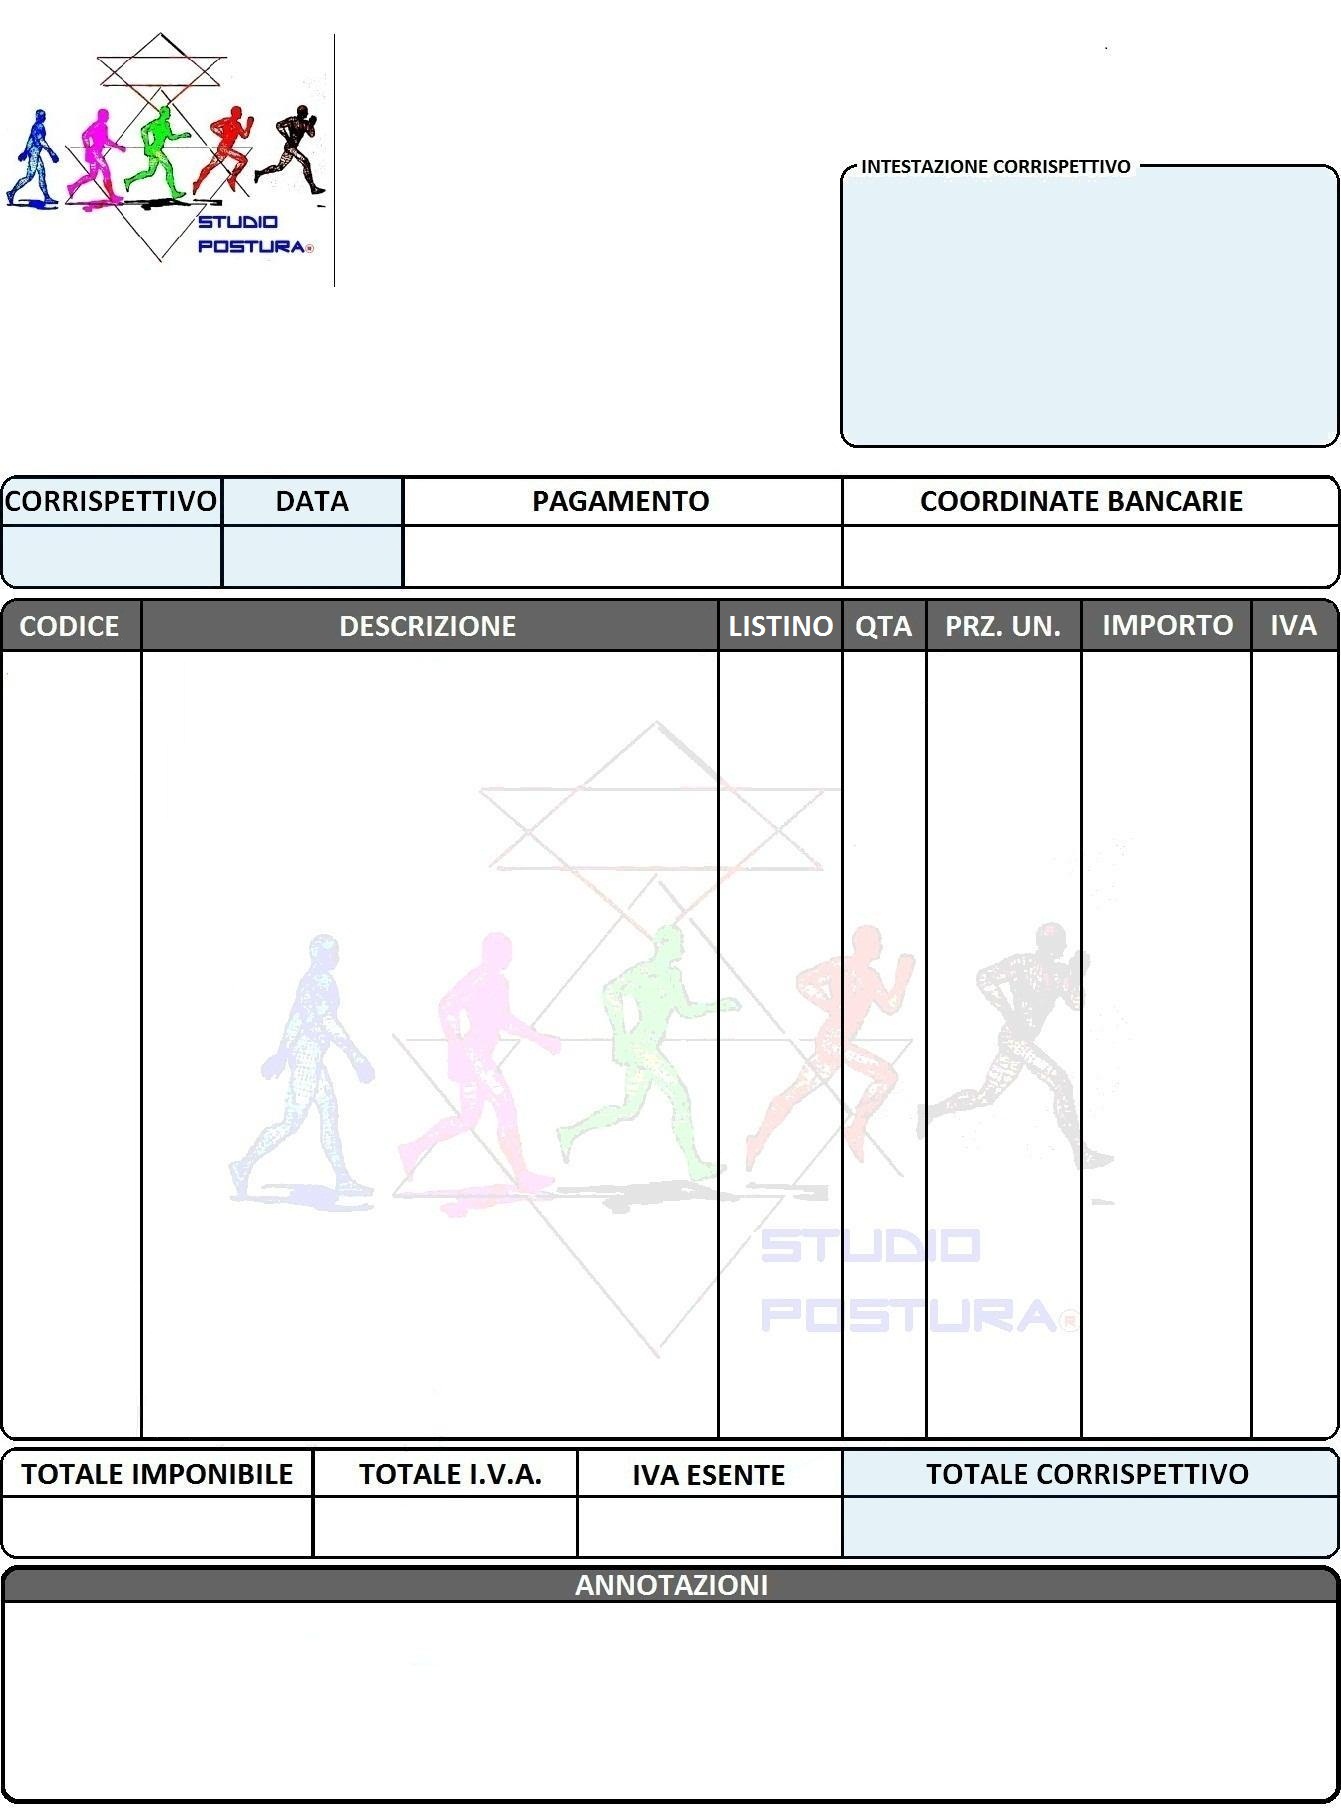 STUDIO
POSTURA®
INTESTAZIONE CORRISPETTIVO
CORRISPETTIVO DATA PAGAMENTO COORDINATE BANCARIE
CODICE DESCRIZIONE LISTINO QTA PRZ. UN. IMPORTO IVA
STUDIO
POSTURA®
TOTALE IMPONIBILE TOTALE I.V.A. IVA ESENTE TOTALE CORRISPETTIVO
ANNOTAZIONI